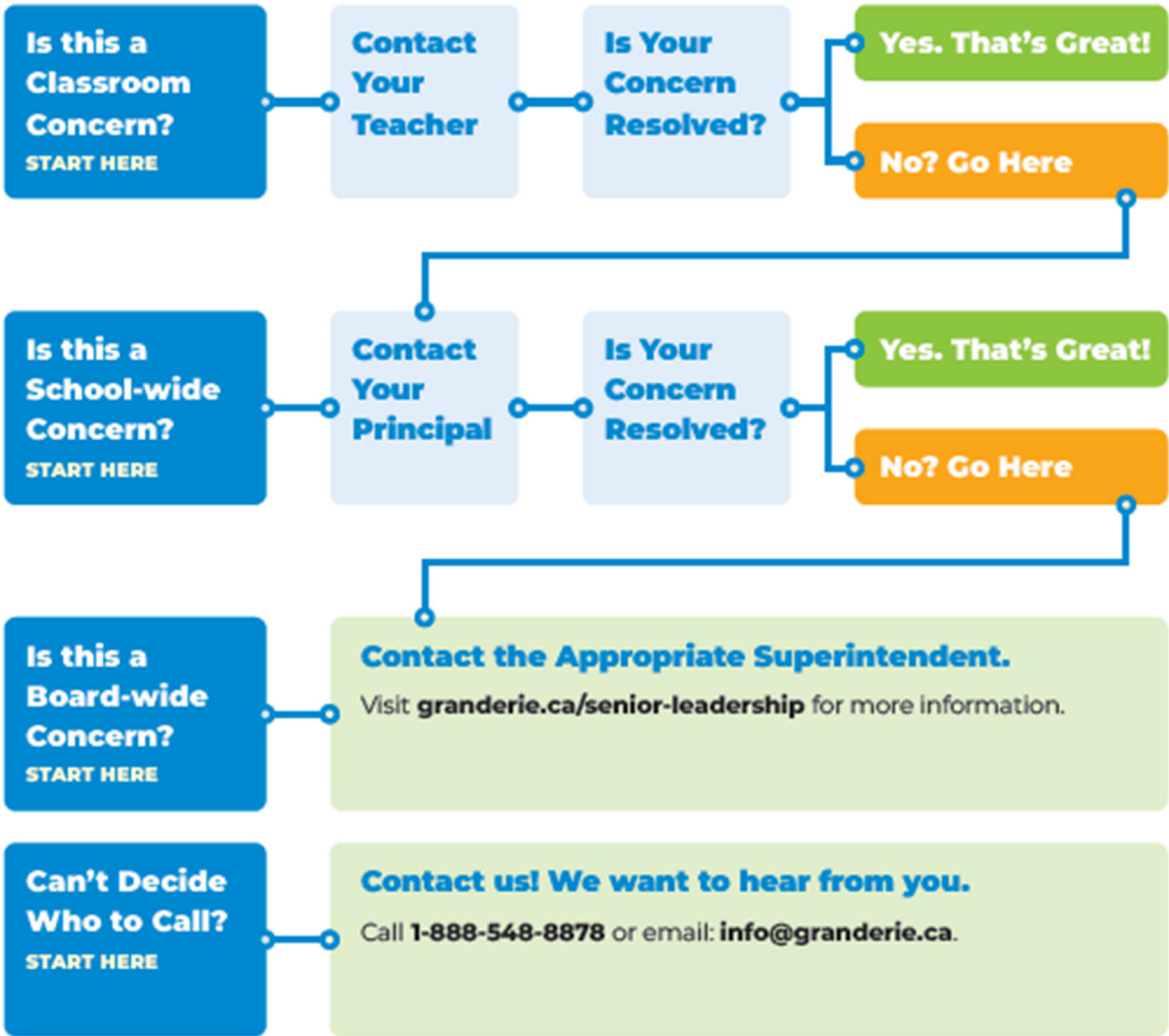 Is this a
Classroom
Concern?
START HERE
Contact
Your
Teacher
Is Your
Concern
Resolved?
Yes. That’s Great!
No? Go Here
Is this a
School-wide
Concern?
START HERE
Contact
Your
Principal
Is Your
Concern
Resolved?
Yes. That’s Great!
No? Go Here
Is this a
Board-wide
Concern?
START HERE
Contact the Appropriate Superintendent.
Visit granderie.ca/senior-leadership for more information.
Can’t Decide
Who to Call?
START HERE
Contact us! We want to hear from you.
Call 1-888-548-8878 or email: info@granderie.ca.